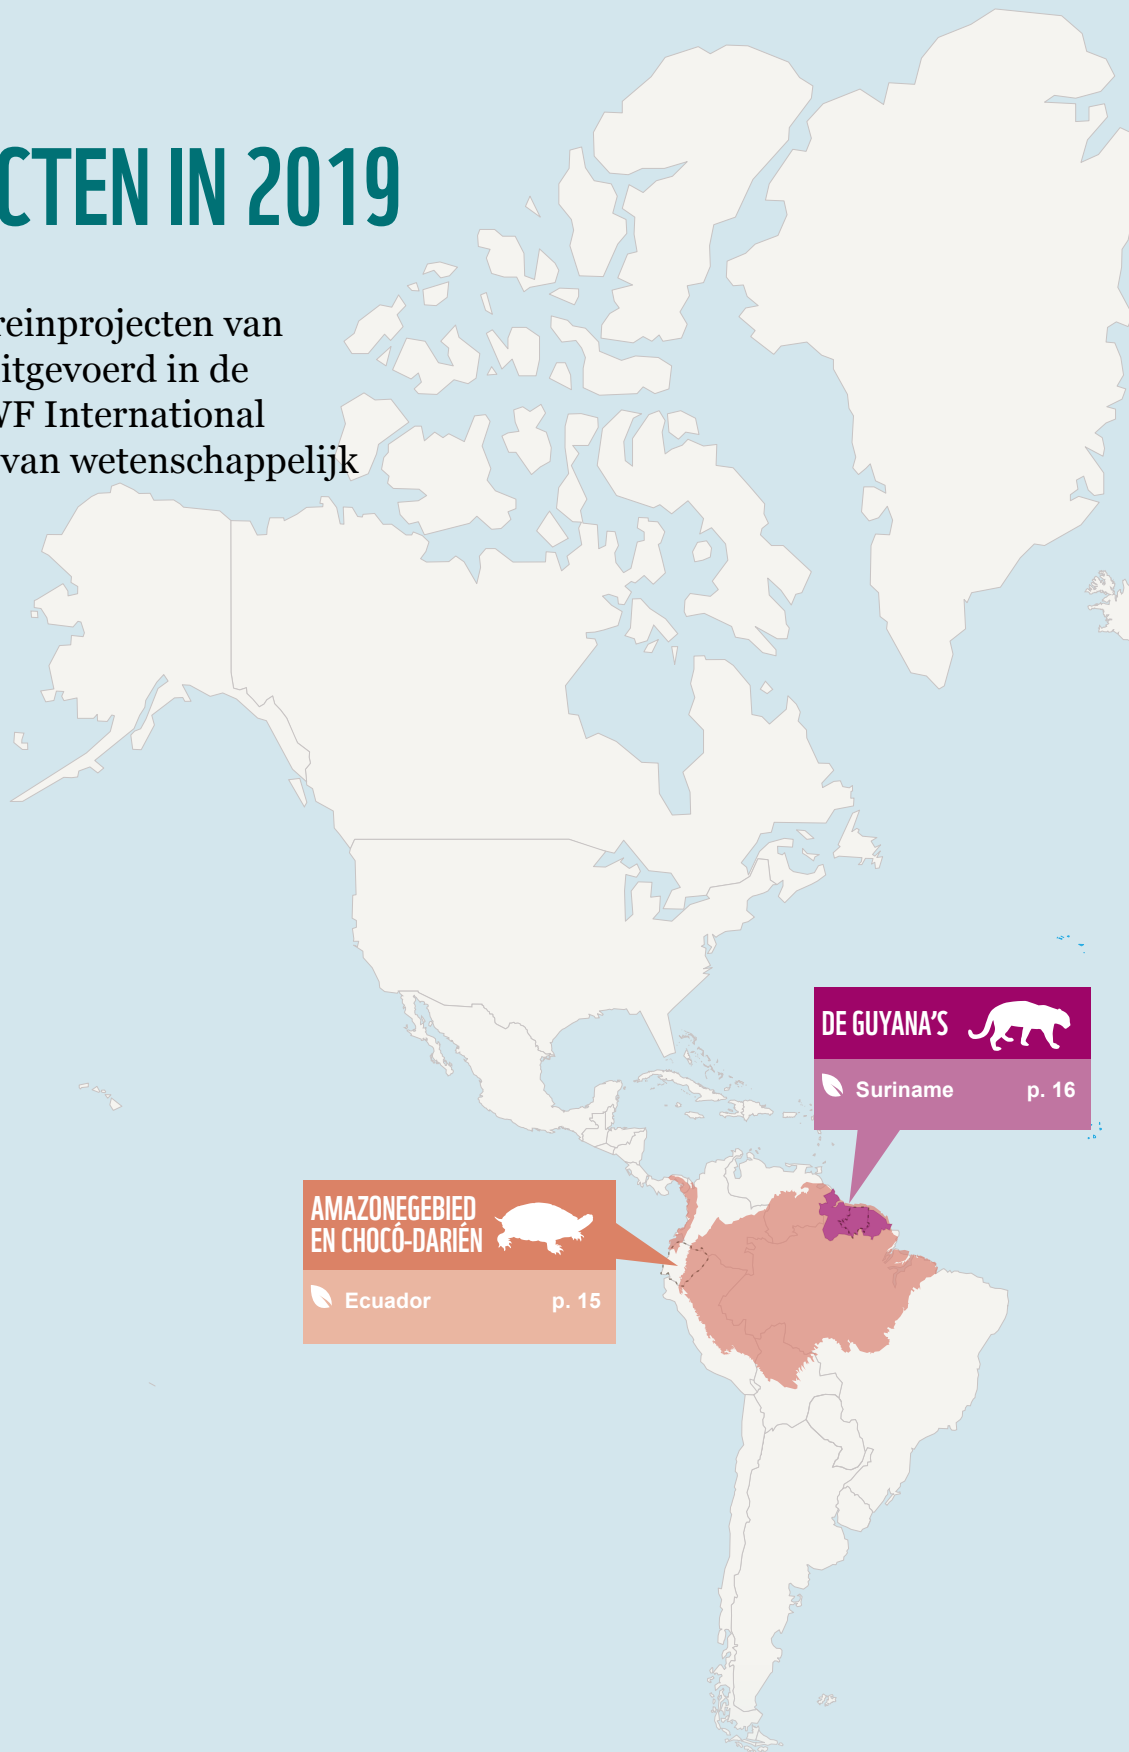 CTEN IN 2019
reinprojecten van
itgevoerd in de
VF International
van wetenschappelijk
DE GUYANA'S
Suriname p. 16
AMAZONEGEBIED
EN CHOCÓ-DARIÉN
Ecuador p. 15